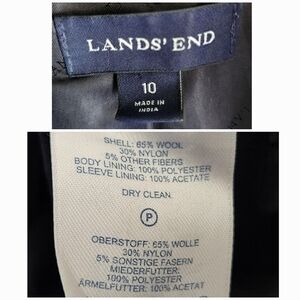 LANDS' END
10
MADE IN
INDIA
SHELL: 65% WOOL
30% NYLON
5% OTHER FIBERS
BODY LINING: 100% POLYESTER
SLEEVE LINING: 100% ACETATE
DRY CLEAN
P
OBERSTOFF: 65% WOLLE
30% NYLON
5% SONSTIGE FASERN
MIEDERFUTTER:
100% POLYESTER
ÄRMELFUTTER: 100% ACETAT